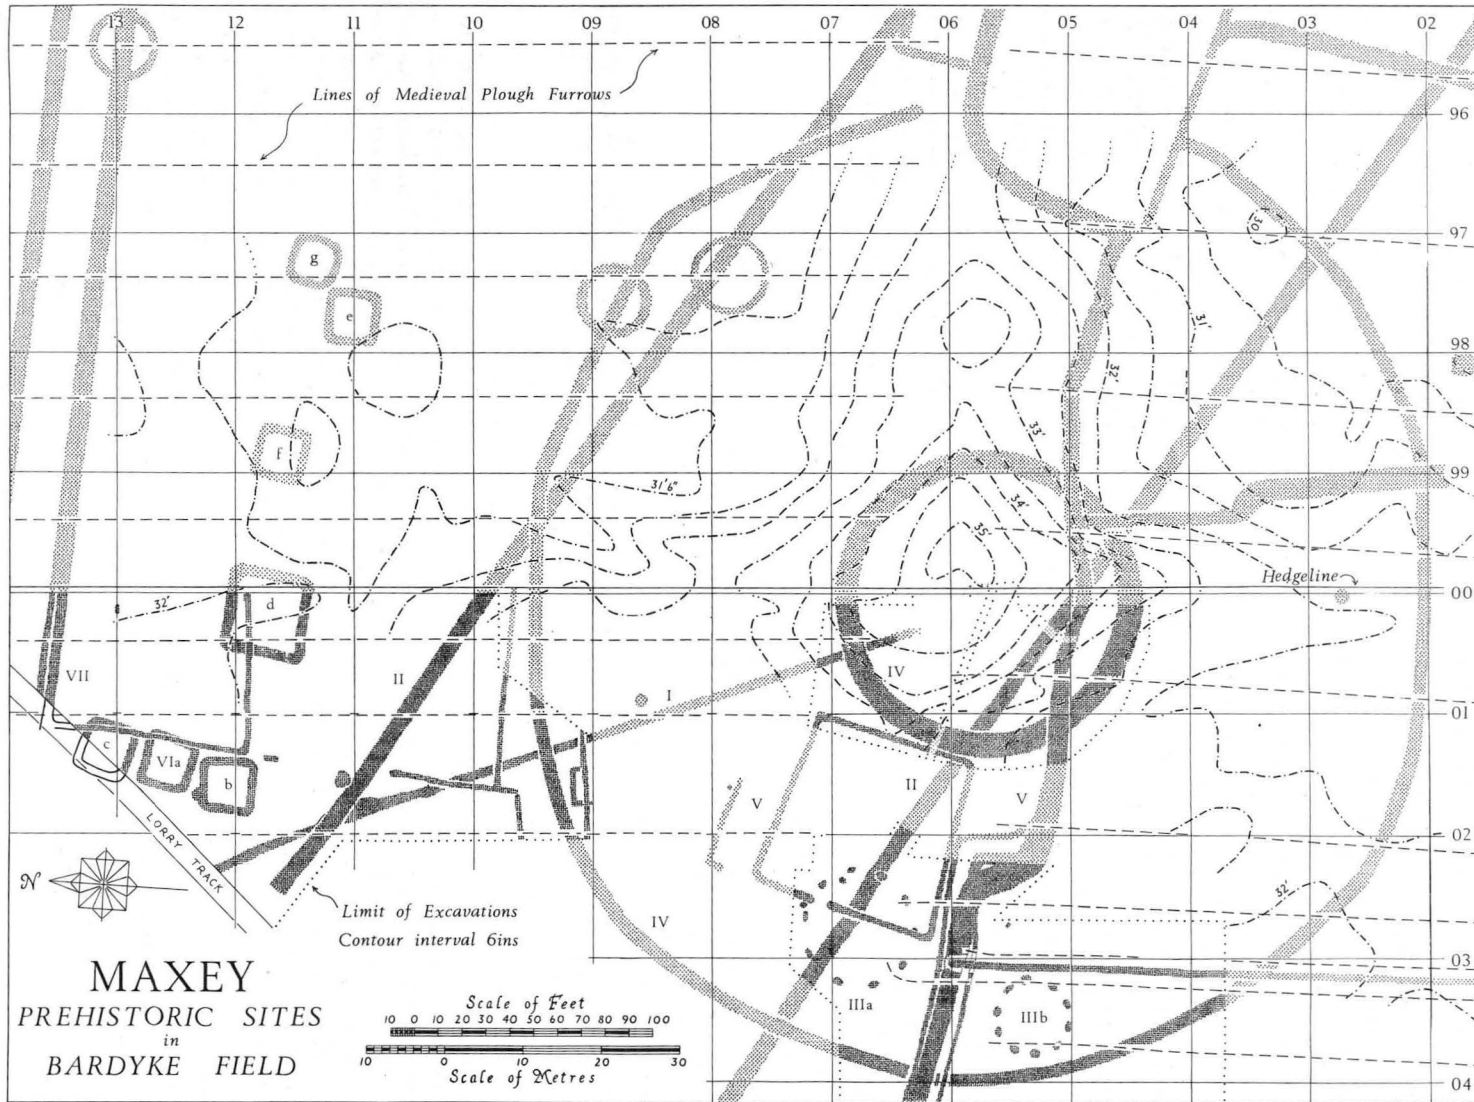 13 12 11 10 09 08 07 06 05 04 03 02
Lines of Medieval Plough Furrows
96
30'
97
g
e
31'
98
32'
f
33'
99
31'6"
34'
35'
Hedgeline
00
32'
d
VII
II
I
IV
01
c
VIa
b
V
II
V
LORRY TRACK
02
N
32'
Limit of Excavations
Contour interval 6ins
IV
03
MAXEY
PREHISTORIC SITES
in
BARDYKE FIELD
IIIa
IIIb
Scale of Feet
10 0 10 20 30 40 50 60 70 80 90 100
10 0 10 20 30
Scale of Metres
04